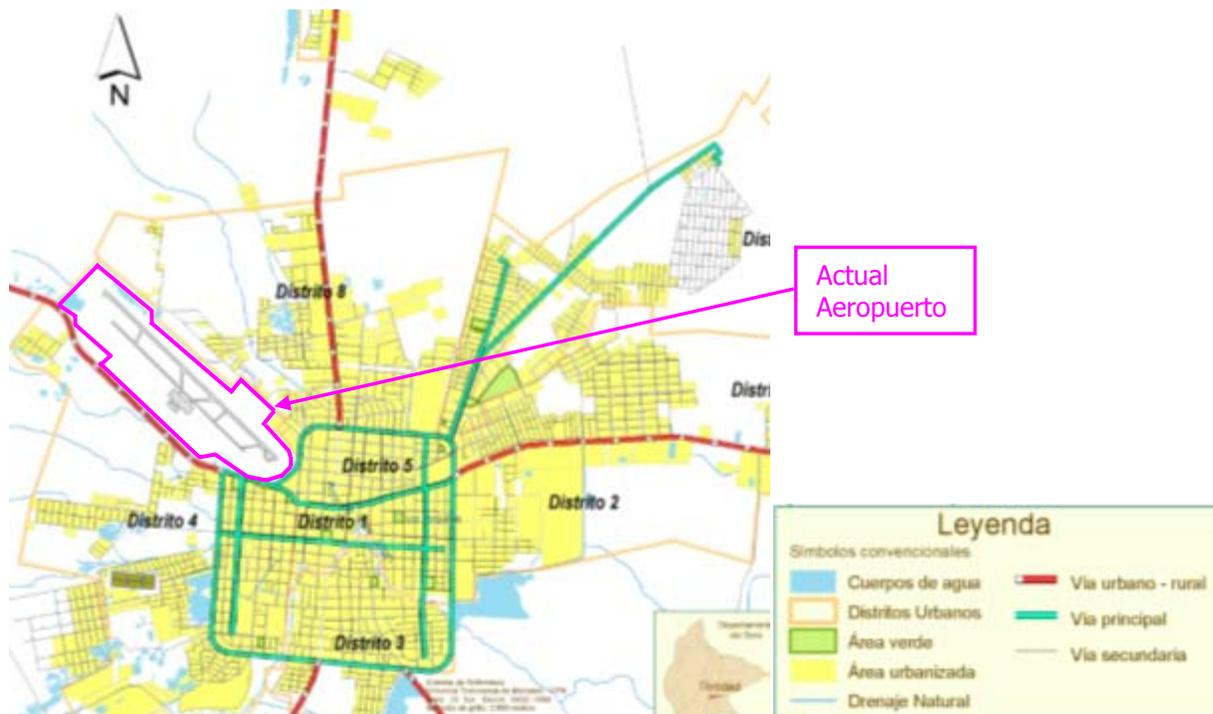 N
Distrito 8
Actual
Aeropuerto
Distrito 5
Distrito 2
Distrito 4
Distrito 1
Distrito 3
Trinidad
Leyenda
Símbolos convencionales
Cuerpos de agua
Distritos Urbanos
Área verde
Área urbanizada
Drenaje Natural
Vía urbano - rural
Vía principal
Vía secundaria